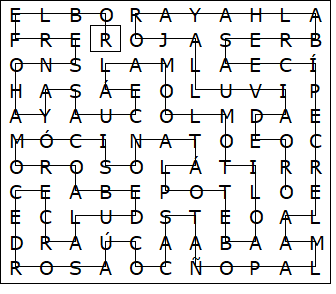 E L B O R A Y A H L A
F R E R O J A S E R B
O N S L A M L A E C Í
H A S Á E O L U V I P
A Y A U C O L M D A E
M Ó C I N A T O E O C
O R O S O L Á T I R R
C E A B E P O T L O E
E C L U D S T E O A L
D R A Ú C A A B A A M
R O S A O C Ñ O P A L